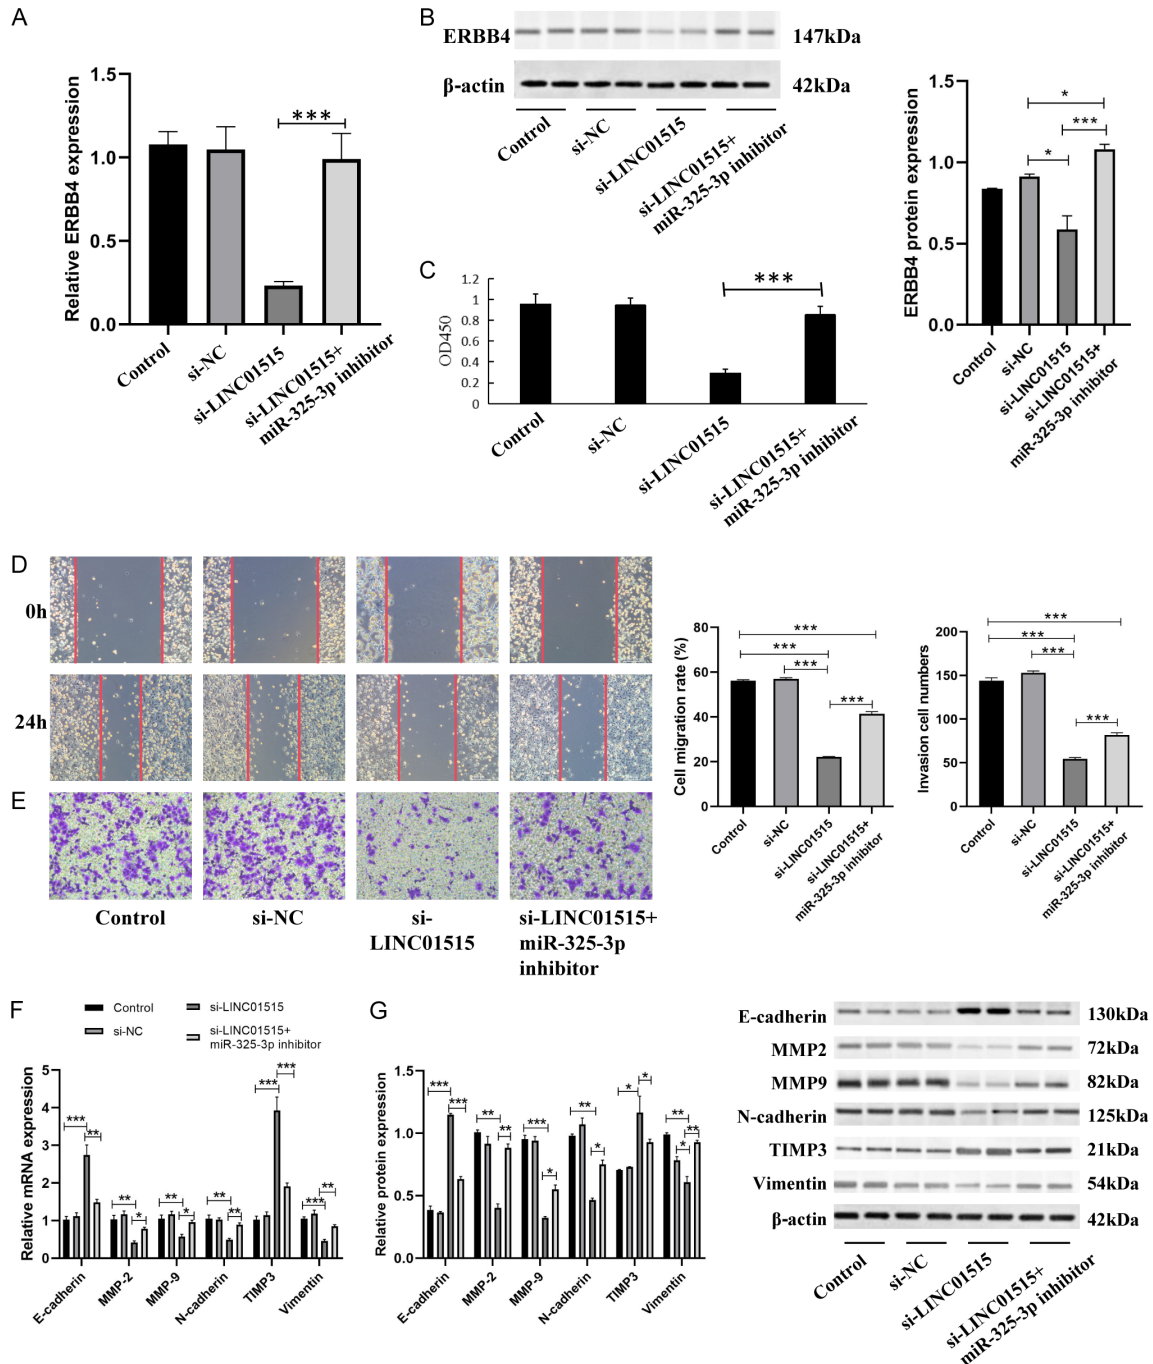 A
Relative ERBB4 expression
1.5
1.0
0.5
0.0
***
Control
si-NC
si-LINC01515
si-LINC01515+
miR-325-3p inhibitor
B
ERBB4
147kDa
β-actin
42kDa
Control
si-NC
si-LINC01515
si-LINC01515+
miR-325-3p inhibitor
ERBB4 protein expression
1.5
1.0
0.5
0.0
*
***
*
Control
si-NC
si-LINC01515
si-LINC01515+
miR-325-3p inhibitor
C
OD450
1.2
1
0.8
0.6
0.4
0.2
0
***
Control
si-NC
si-LINC01515
si-LINC01515+
miR-325-3p inhibitor
D
0h
24h
E
Control
si-NC
si-
LINC01515
si-LINC01515+
miR-325-3p
inhibitor
Cell migration rate (%)
80
60
40
20
0
***
***
***
***
Control
si-NC
si-LINC01515
si-LINC01515+
miR-325-3p inhibitor
Invasion cell numbers
200
150
100
50
0
***
***
***
***
Control
si-NC
si-LINC01515
si-LINC01515+
miR-325-3p inhibitor
F
Control
si-NC
si-LINC01515
si-LINC01515+
miR-325-3p inhibitor
Relative mRNA expression
5
4
3
2
1
0
***
**
**
*
**
*
**
**
***
***
***
**
E-cadherin
MMP-2
MMP-9
N-cadherin
TIMP3
Vimentin
G
Relative protein expression
1.5
1.0
0.5
0.0
***
***
**
**
***
*
**
*
*
*
**
*
**
E-cadherin
MMP-2
MMP-9
N-cadherin
TIMP3
Vimentin
E-cadherin
130kDa
MMP2
72kDa
MMP9
82kDa
N-cadherin
125kDa
TIMP3
21kDa
Vimentin
54kDa
β-actin
42kDa
Control
si-NC
si-LINC01515
si-LINC01515+
miR-325-3p inhibitor